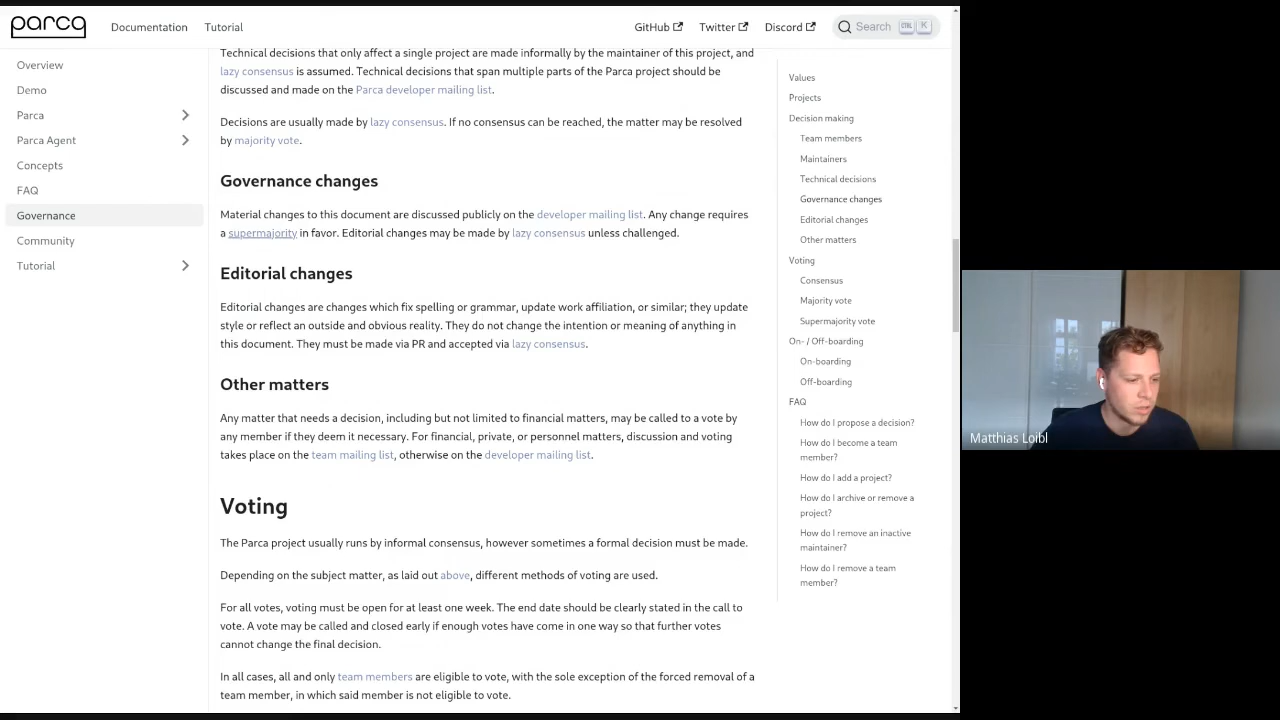 parca
Documentation
Tutorial
GitHub
Twitter
Discord
Search
CTRL
K
Overview
Demo
Parca
Parca Agent
Concepts
FAQ
Governance
Community
Tutorial
Technical decisions that only affect a single project are made informally by the maintainer of this project, and
lazy consensus is assumed. Technical decisions that span multiple parts of the Parca project should be
discussed and made on the Parca developer mailing list.
Decisions are usually made by lazy consensus. If no consensus can be reached, the matter may be resolved
by majority vote.
Governance changes
Material changes to this document are discussed publicly on the developer mailing list. Any change requires
a supermajority in favor. Editorial changes may be made by lazy consensus unless challenged.
Editorial changes
Editorial changes are changes which fix spelling or grammar, update work affiliation, or similar; they update
style or reflect an outside and obvious reality. They do not change the intention or meaning of anything in
this document. They must be made via PR and accepted via lazy consensus.
Other matters
Any matter that needs a decision, including but not limited to financial matters, may be called to a vote by
any member if they deem it necessary. For financial, private, or personnel matters, discussion and voting
takes place on the team mailing list, otherwise on the developer mailing list.
Voting
The Parca project usually runs by informal consensus, however sometimes a formal decision must be made.
Depending on the subject matter, as laid out above, different methods of voting are used.
For all votes, voting must be open for at least one week. The end date should be clearly stated in the call to
vote. A vote may be called and closed early if enough votes have come in one way so that further votes
cannot change the final decision.
In all cases, all and only team members are eligible to vote, with the sole exception of the forced removal of a
team member, in which said member is not eligible to vote.
Values
Projects
Decision making
Team members
Maintainers
Technical decisions
Governance changes
Editorial changes
Other matters
Voting
Consensus
Majority vote
Supermajority vote
On- / Off-boarding
On-boarding
Off-boarding
FAQ
How do I propose a decision?
How do I become a team
member?
How do I add a project?
How do I archive or remove a
project?
How do I remove an inactive
maintainer?
How do I remove a team
member?
Matthias Loibl